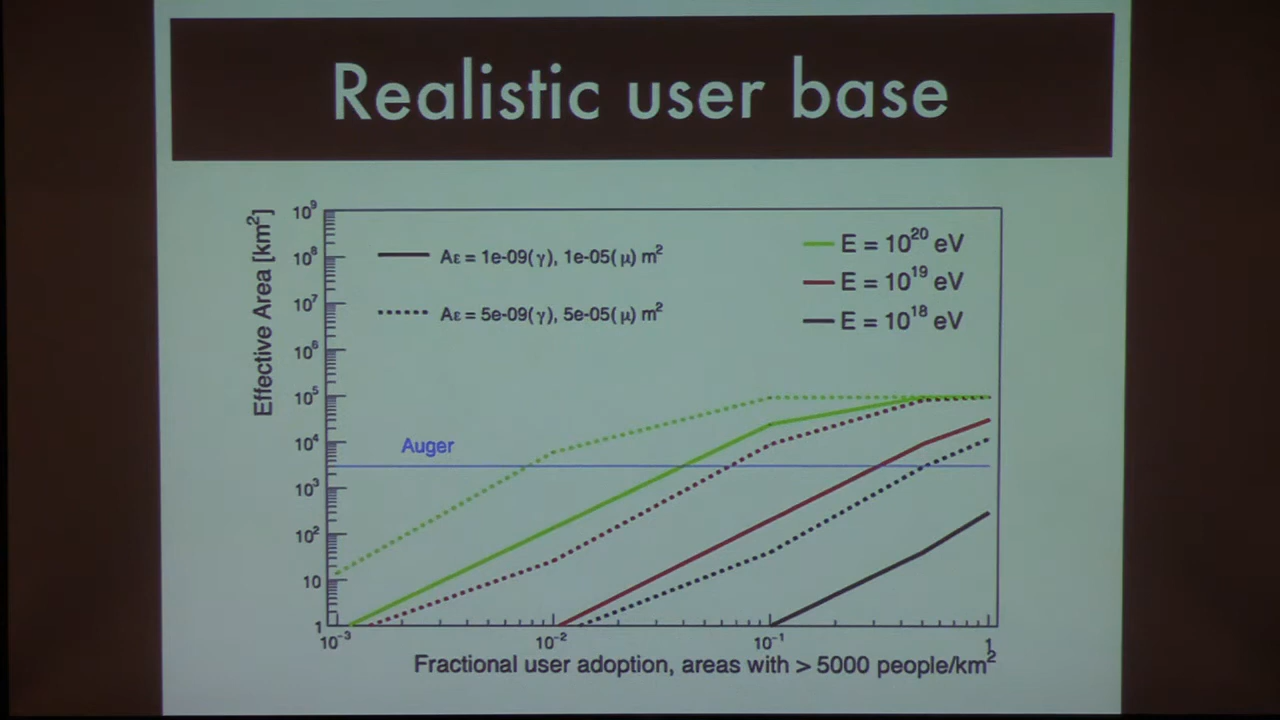 Realistic user base
Effective Area [km²]
10⁹
10⁸
10⁷
10⁶
10⁵
10⁴
10³
10²
10
1
Aε = 1e-09(γ), 1e-05(μ) m²
Aε = 5e-09(γ), 5e-05(μ) m²
E = 10²⁰ eV
E = 10¹⁹ eV
E = 10¹⁸ eV
Auger
10⁻³ 10⁻² 10⁻¹ 1
Fractional user adoption, areas with > 5000 people/km²